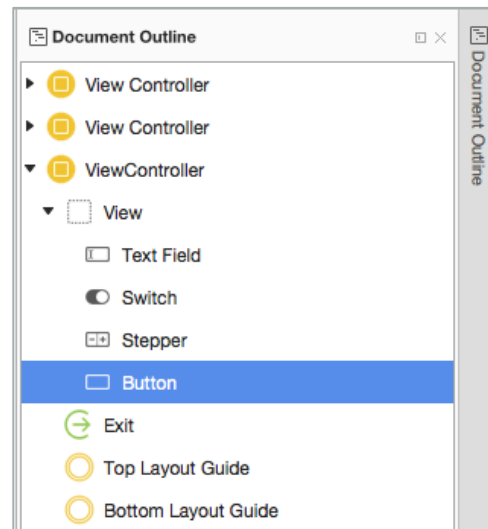 Document Outline
View Controller
View Controller
ViewController
View
Text Field
Switch
Stepper
Button
Exit
Top Layout Guide
Bottom Layout Guide
Document Outline